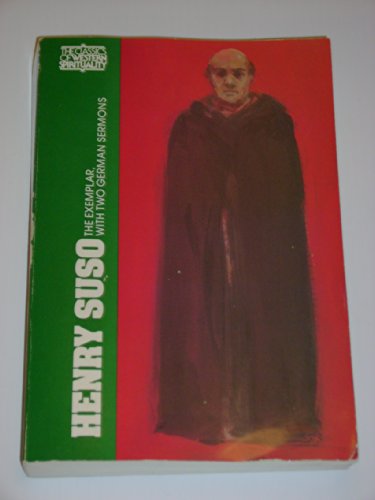 THE CLASSICS
OF WESTERN
SPIRITUALITY
HENRY SUSO
THE EXEMPLAR,
WITH TWO GERMAN SERMONS